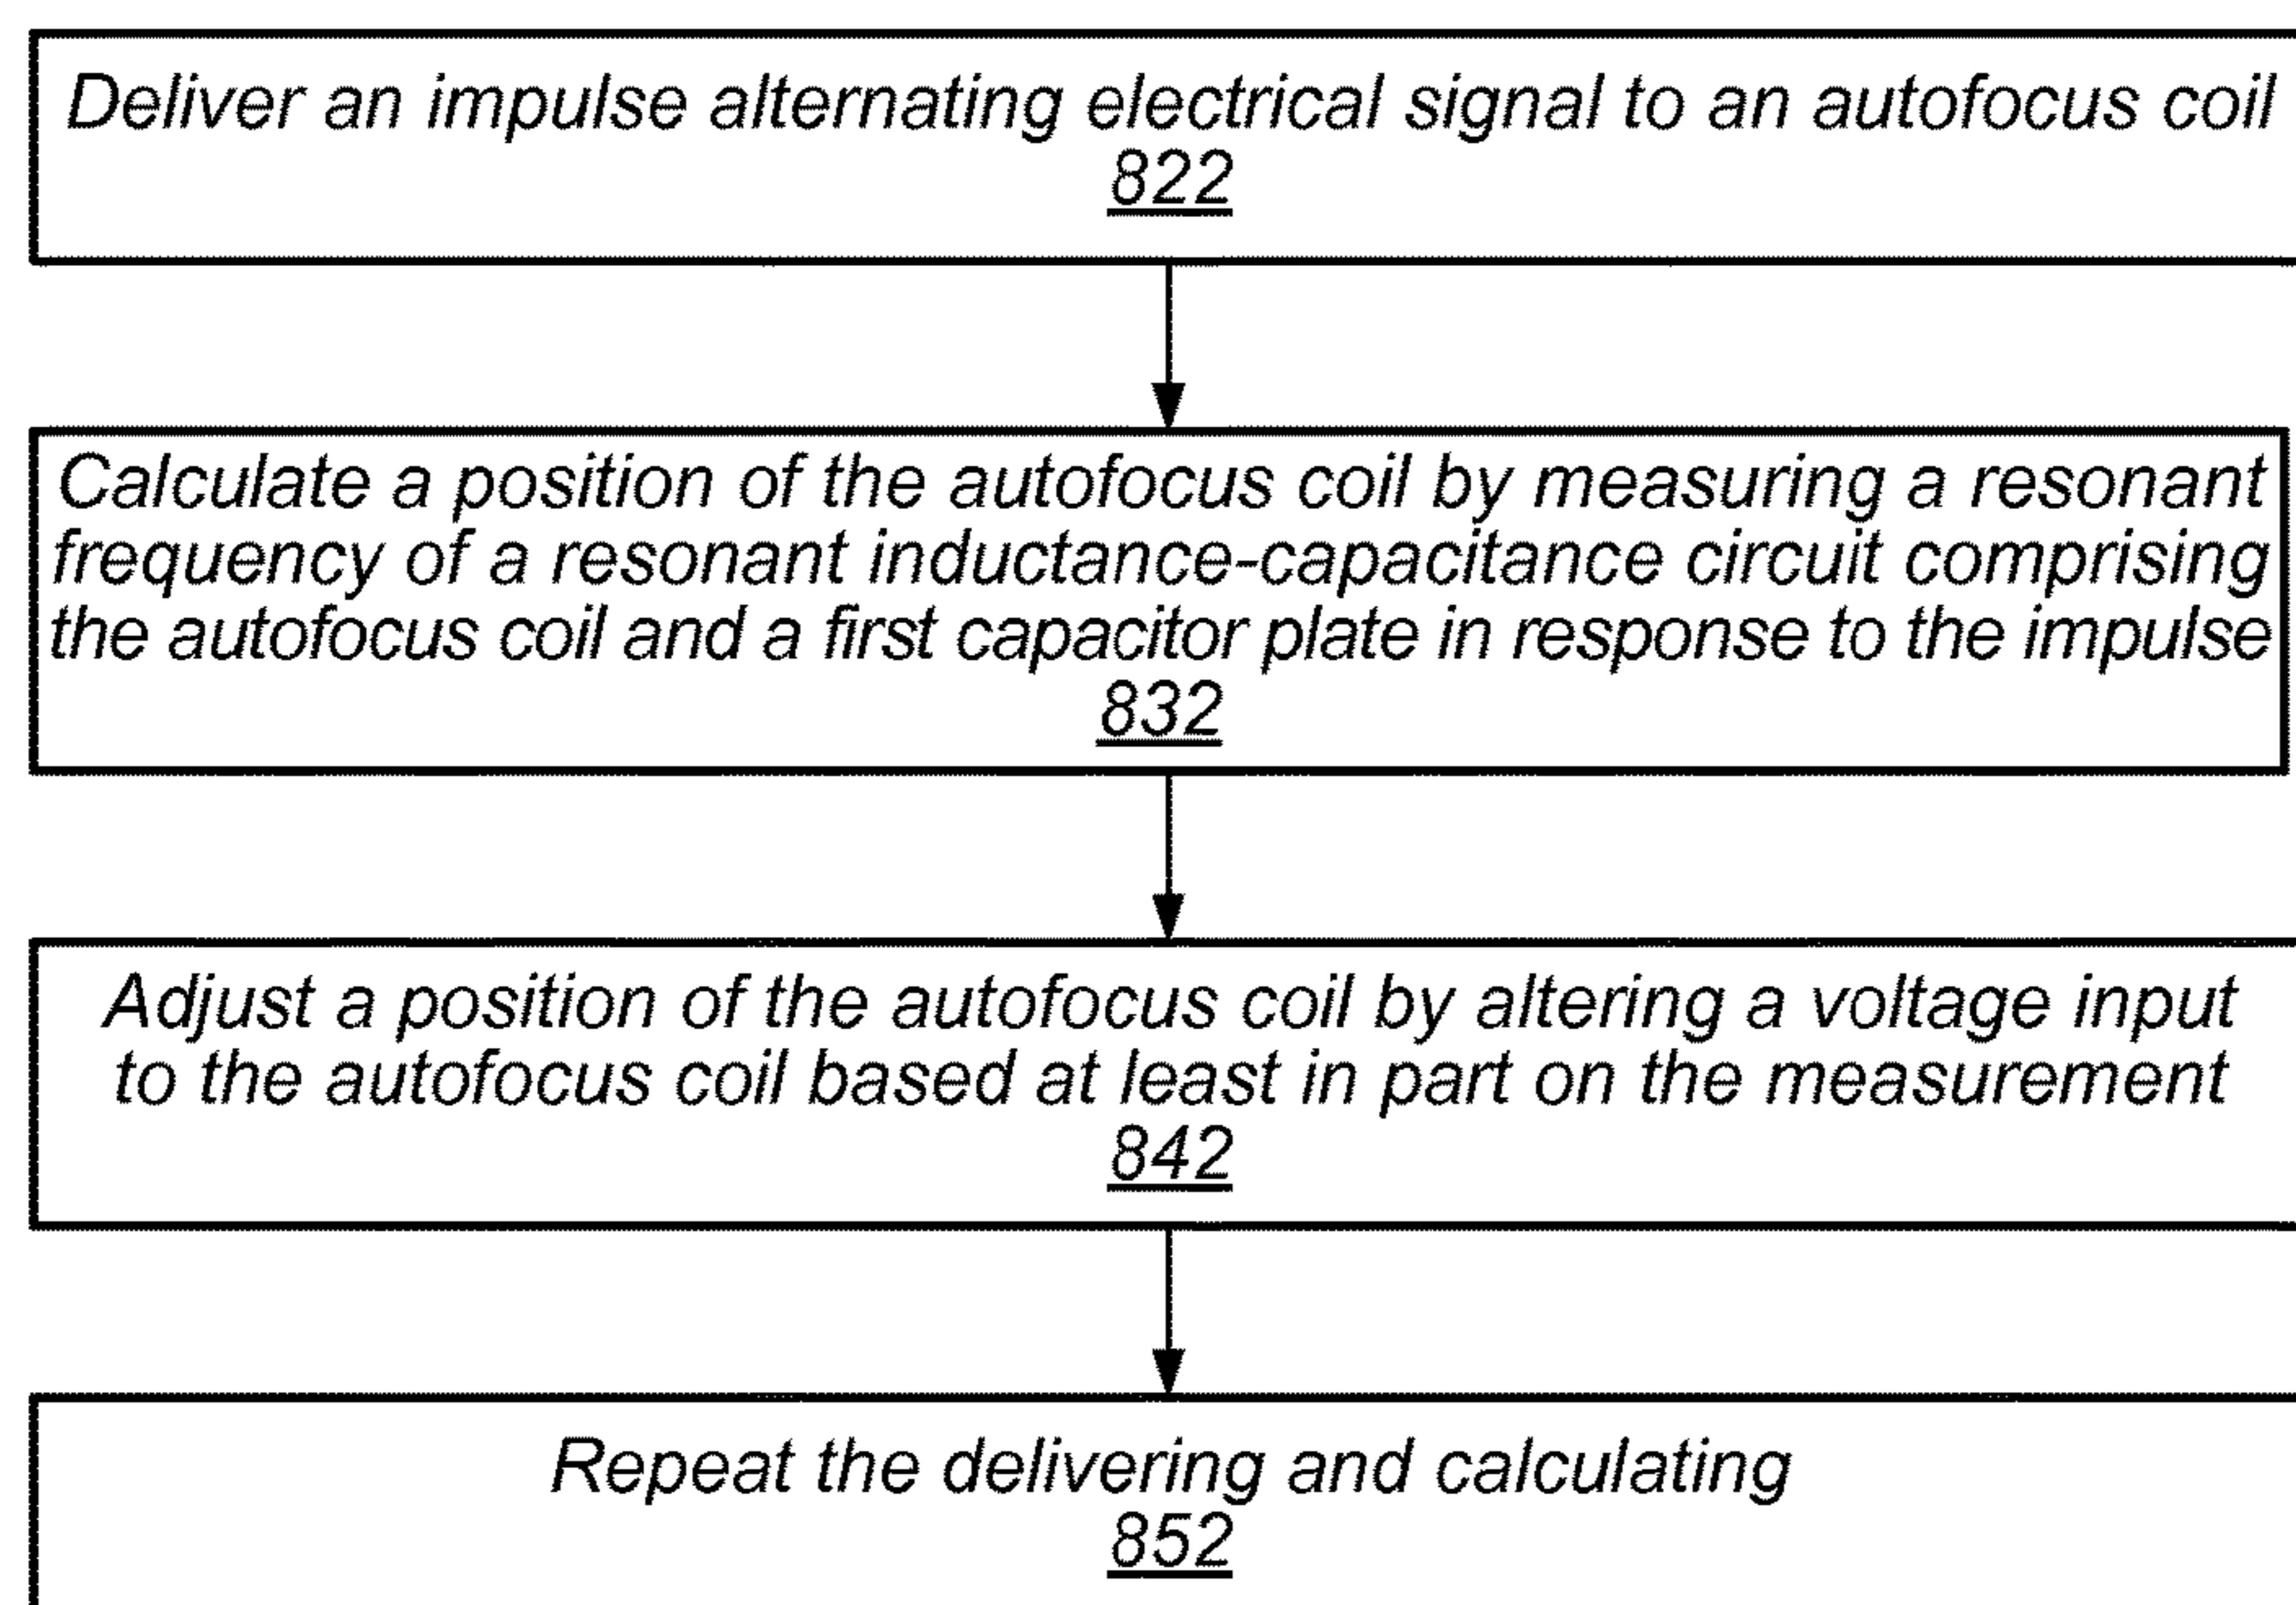 Deliver an impulse alternating electrical signal to an autofocus coil
822
Calculate a position of the autofocus coil by measuring a resonant
frequency of a resonant inductance-capacitance circuit comprising
the autofocus coil and a first capacitor plate in response to the impulse
832
Adjust a position of the autofocus coil by altering a voltage input
to the autofocus coil based at least in part on the measurement
842
Repeat the delivering and calculating
852